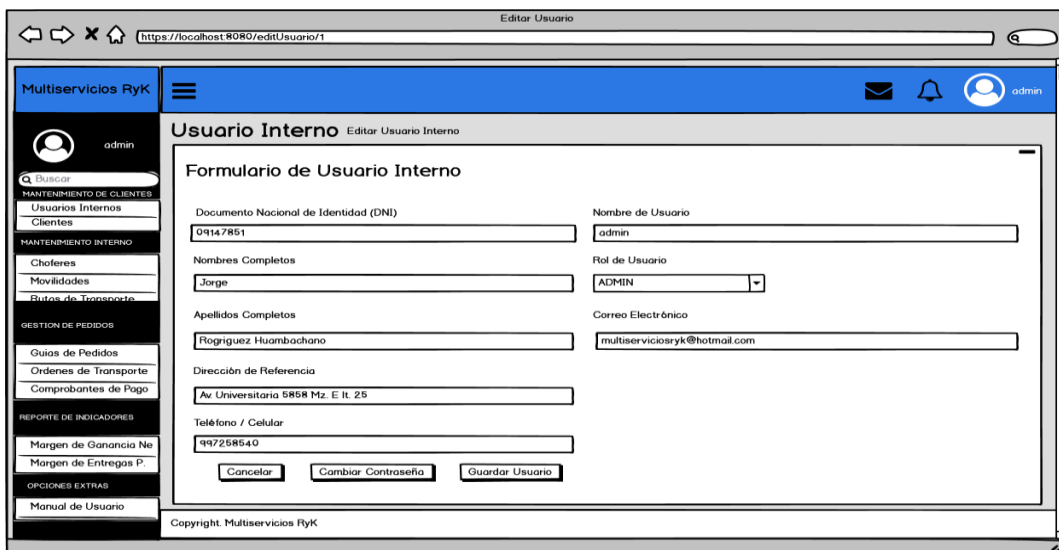 Editar Usuario
https://localhost:8080/editUsuario/1
Multiservicios RyK
admin
admin
Buscar
MANTENIMIENTO DE CLIENTES
Usuarios Internos
Clientes
MANTENIMIENTO INTERNO
Choferes
Movilidades
Rutas de Transporte
GESTION DE PEDIDOS
Guias de Pedidos
Ordenes de Transporte
Comprobantes de Pago
REPORTE DE INDICADORES
Margen de Ganancia Ne
Margen de Entregas P.
OPCIONES EXTRAS
Manual de Usuario
Usuario Interno Editar Usuario Interno
Formulario de Usuario Interno
Documento Nacional de Identidad (DNI)
09147851
Nombres Completos
Jorge
Apellidos Completos
Rogriguez Huambachano
Dirección de Referencia
Av. Universitaria 5858 Mz. E lt. 25
Teléfono / Celular
997258540
Nombre de Usuario
admin
Rol de Usuario
ADMIN
Correo Electrónico
multiserviciosryk@hotmail.com
Cancelar Cambiar Contraseña Guardar Usuario
Copyright. Multiservicios RyK